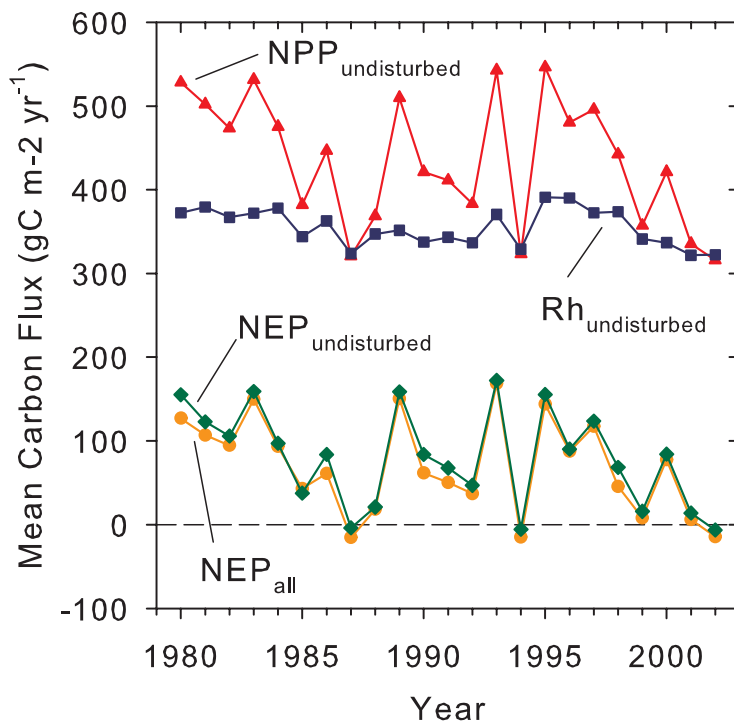 Mean Carbon Flux (gC m-2 yr-1)
600
500
400
300
200
100
0
-100
NPPundisturbed
Rhundisturbed
NEPundisturbed
NEPall
1980 1985 1990 1995 2000
Year